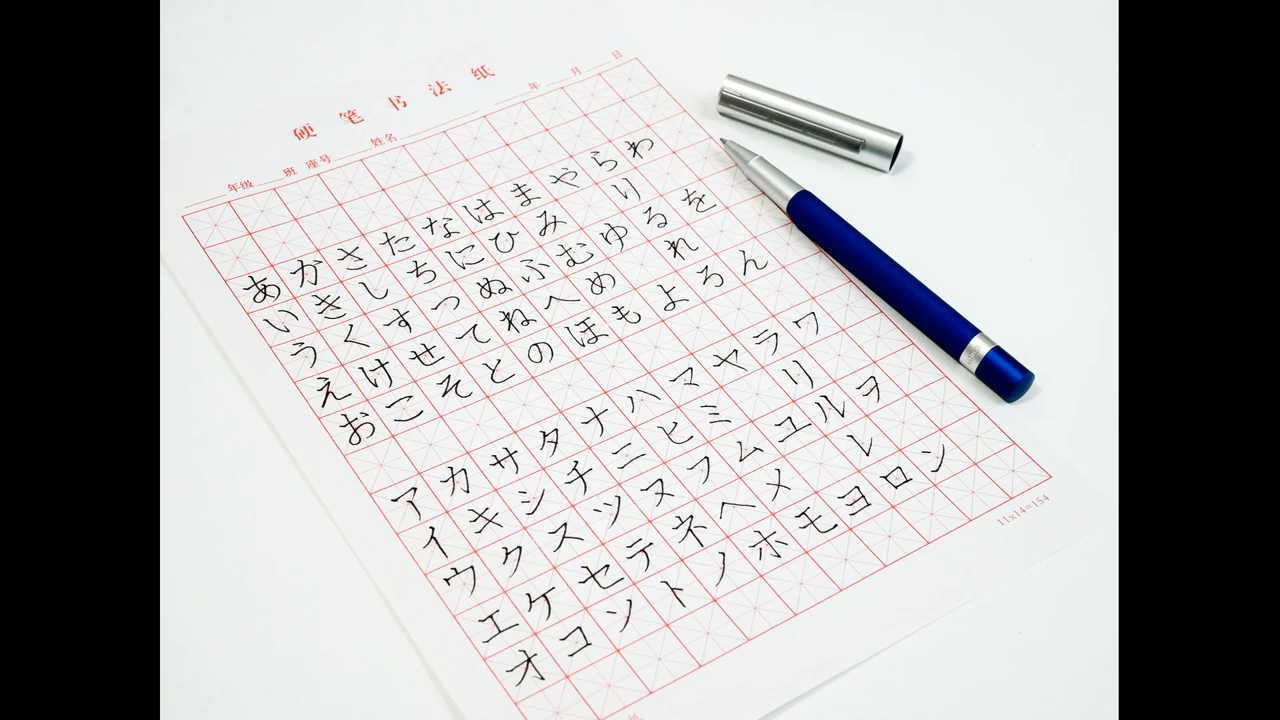 硬笔书法纸
年级 班 座号 姓名 年 月 日
あかさたなはまやらわ
いきしちにひみ り
うくすつぬふむゆるを
えけせてねへめ れ
おこそとのほもよろん
アカサタナハマヤラワ
イキシチニヒミ リ
ウクスツヌフムユルヲ
エケセテネヘメ レ
オコソトノホモヨロン
11x14=154